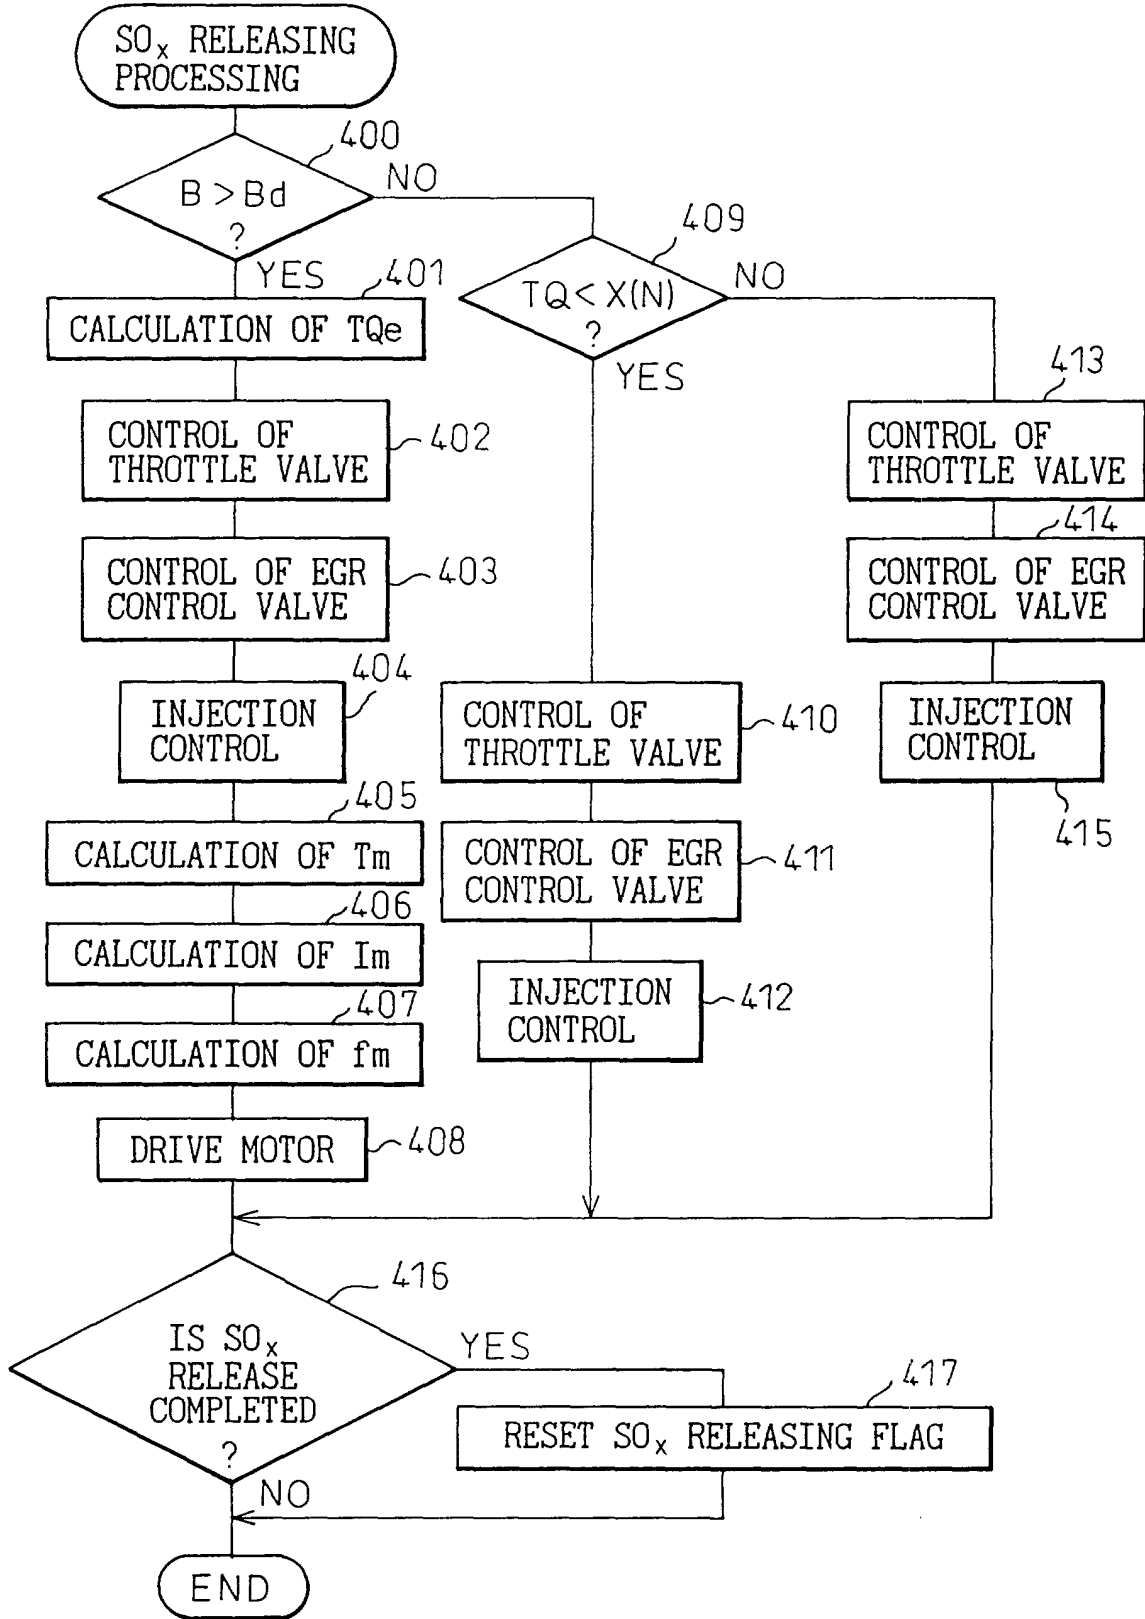 SOx RELEASING
PROCESSING
400
B > Bd
?
NO
YES
401
CALCULATION OF TQe
402
CONTROL OF
THROTTLE VALVE
403
CONTROL OF EGR
CONTROL VALVE
404
INJECTION
CONTROL
405
CALCULATION OF Tm
406
CALCULATION OF Im
407
CALCULATION OF fm
DRIVE MOTOR
408
409
TQ < X(N)
?
NO
YES
CONTROL OF
THROTTLE VALVE
410
CONTROL OF EGR
CONTROL VALVE
411
INJECTION
CONTROL
412
413
CONTROL OF
THROTTLE VALVE
414
CONTROL OF EGR
CONTROL VALVE
INJECTION
CONTROL
415
416
IS SOx
RELEASE
COMPLETED
?
YES
417
RESET SOx RELEASING FLAG
NO
END